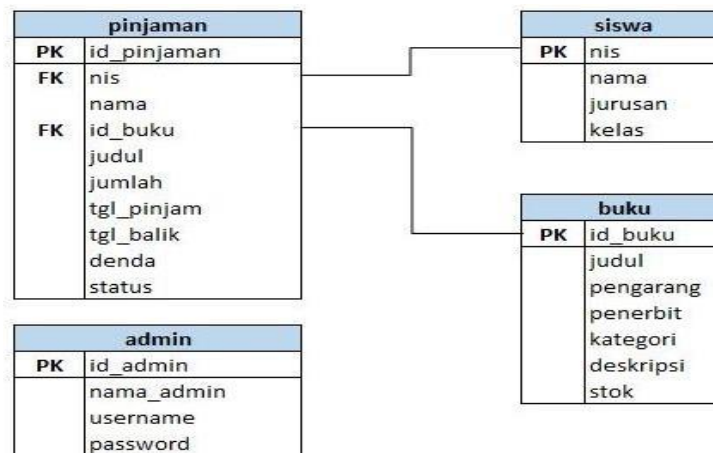 pinjaman
PK id_pinjaman
FK nis
nama
FK id_buku
judul
jumlah
tgl_pinjam
tgl_balik
denda
status
siswa
PK nis
nama
jurusan
kelas
buku
PK id_buku
judul
pengarang
penerbit
kategori
deskripsi
stok
admin
PK id_admin
nama_admin
username
password